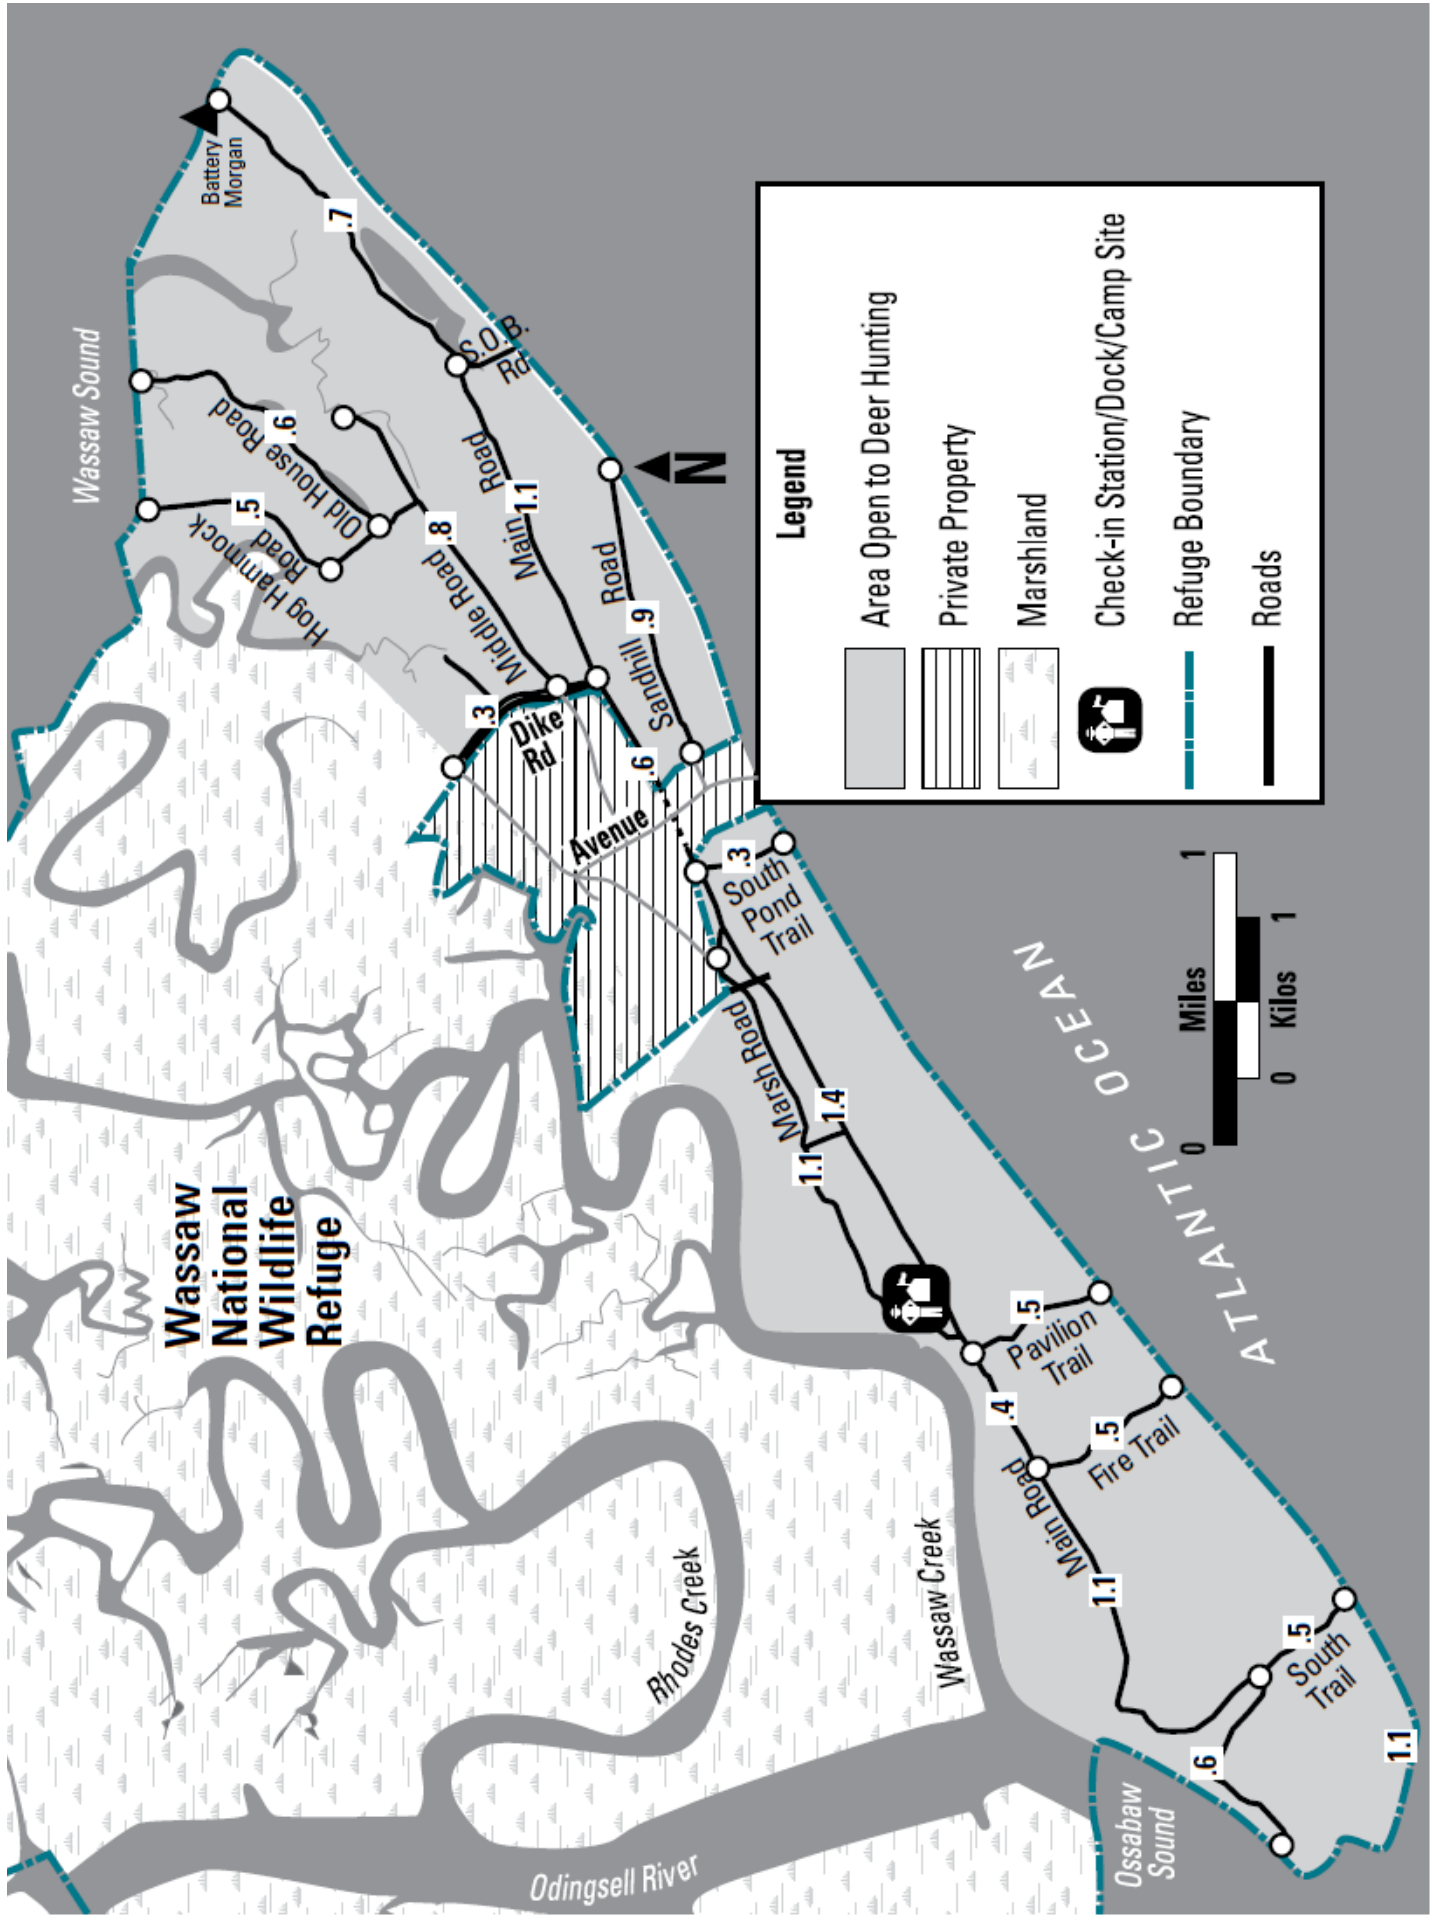 Wassaw Sound
Battery
Morgan
.7
S.O.B.
Rd
Old House Road
.6
Hog Hammock
Road
.5
Middle Road
.8
Main Road
1.1
Sandhill Road
.9
N
.3
Dike
Rd
.6
Avenue
.3
South
Pond
Trail
Marsh Road
1.1
1.4
Wassaw
National
Wildlife
Refuge
Pavilion
Trail
.5
.4
Fire Trail
.5
Main Road
1.1
South
Trail
.5
.6
1.1
Rhodes Creek
Wassaw Creek
Odingsell River
Ossabaw
Sound
ATLANTIC OCEAN
Legend
Area Open to Deer Hunting
Private Property
Marshland
Check-in Station/Dock/Camp Site
Refuge Boundary
Roads
0 Miles 1
0 Kilos 1